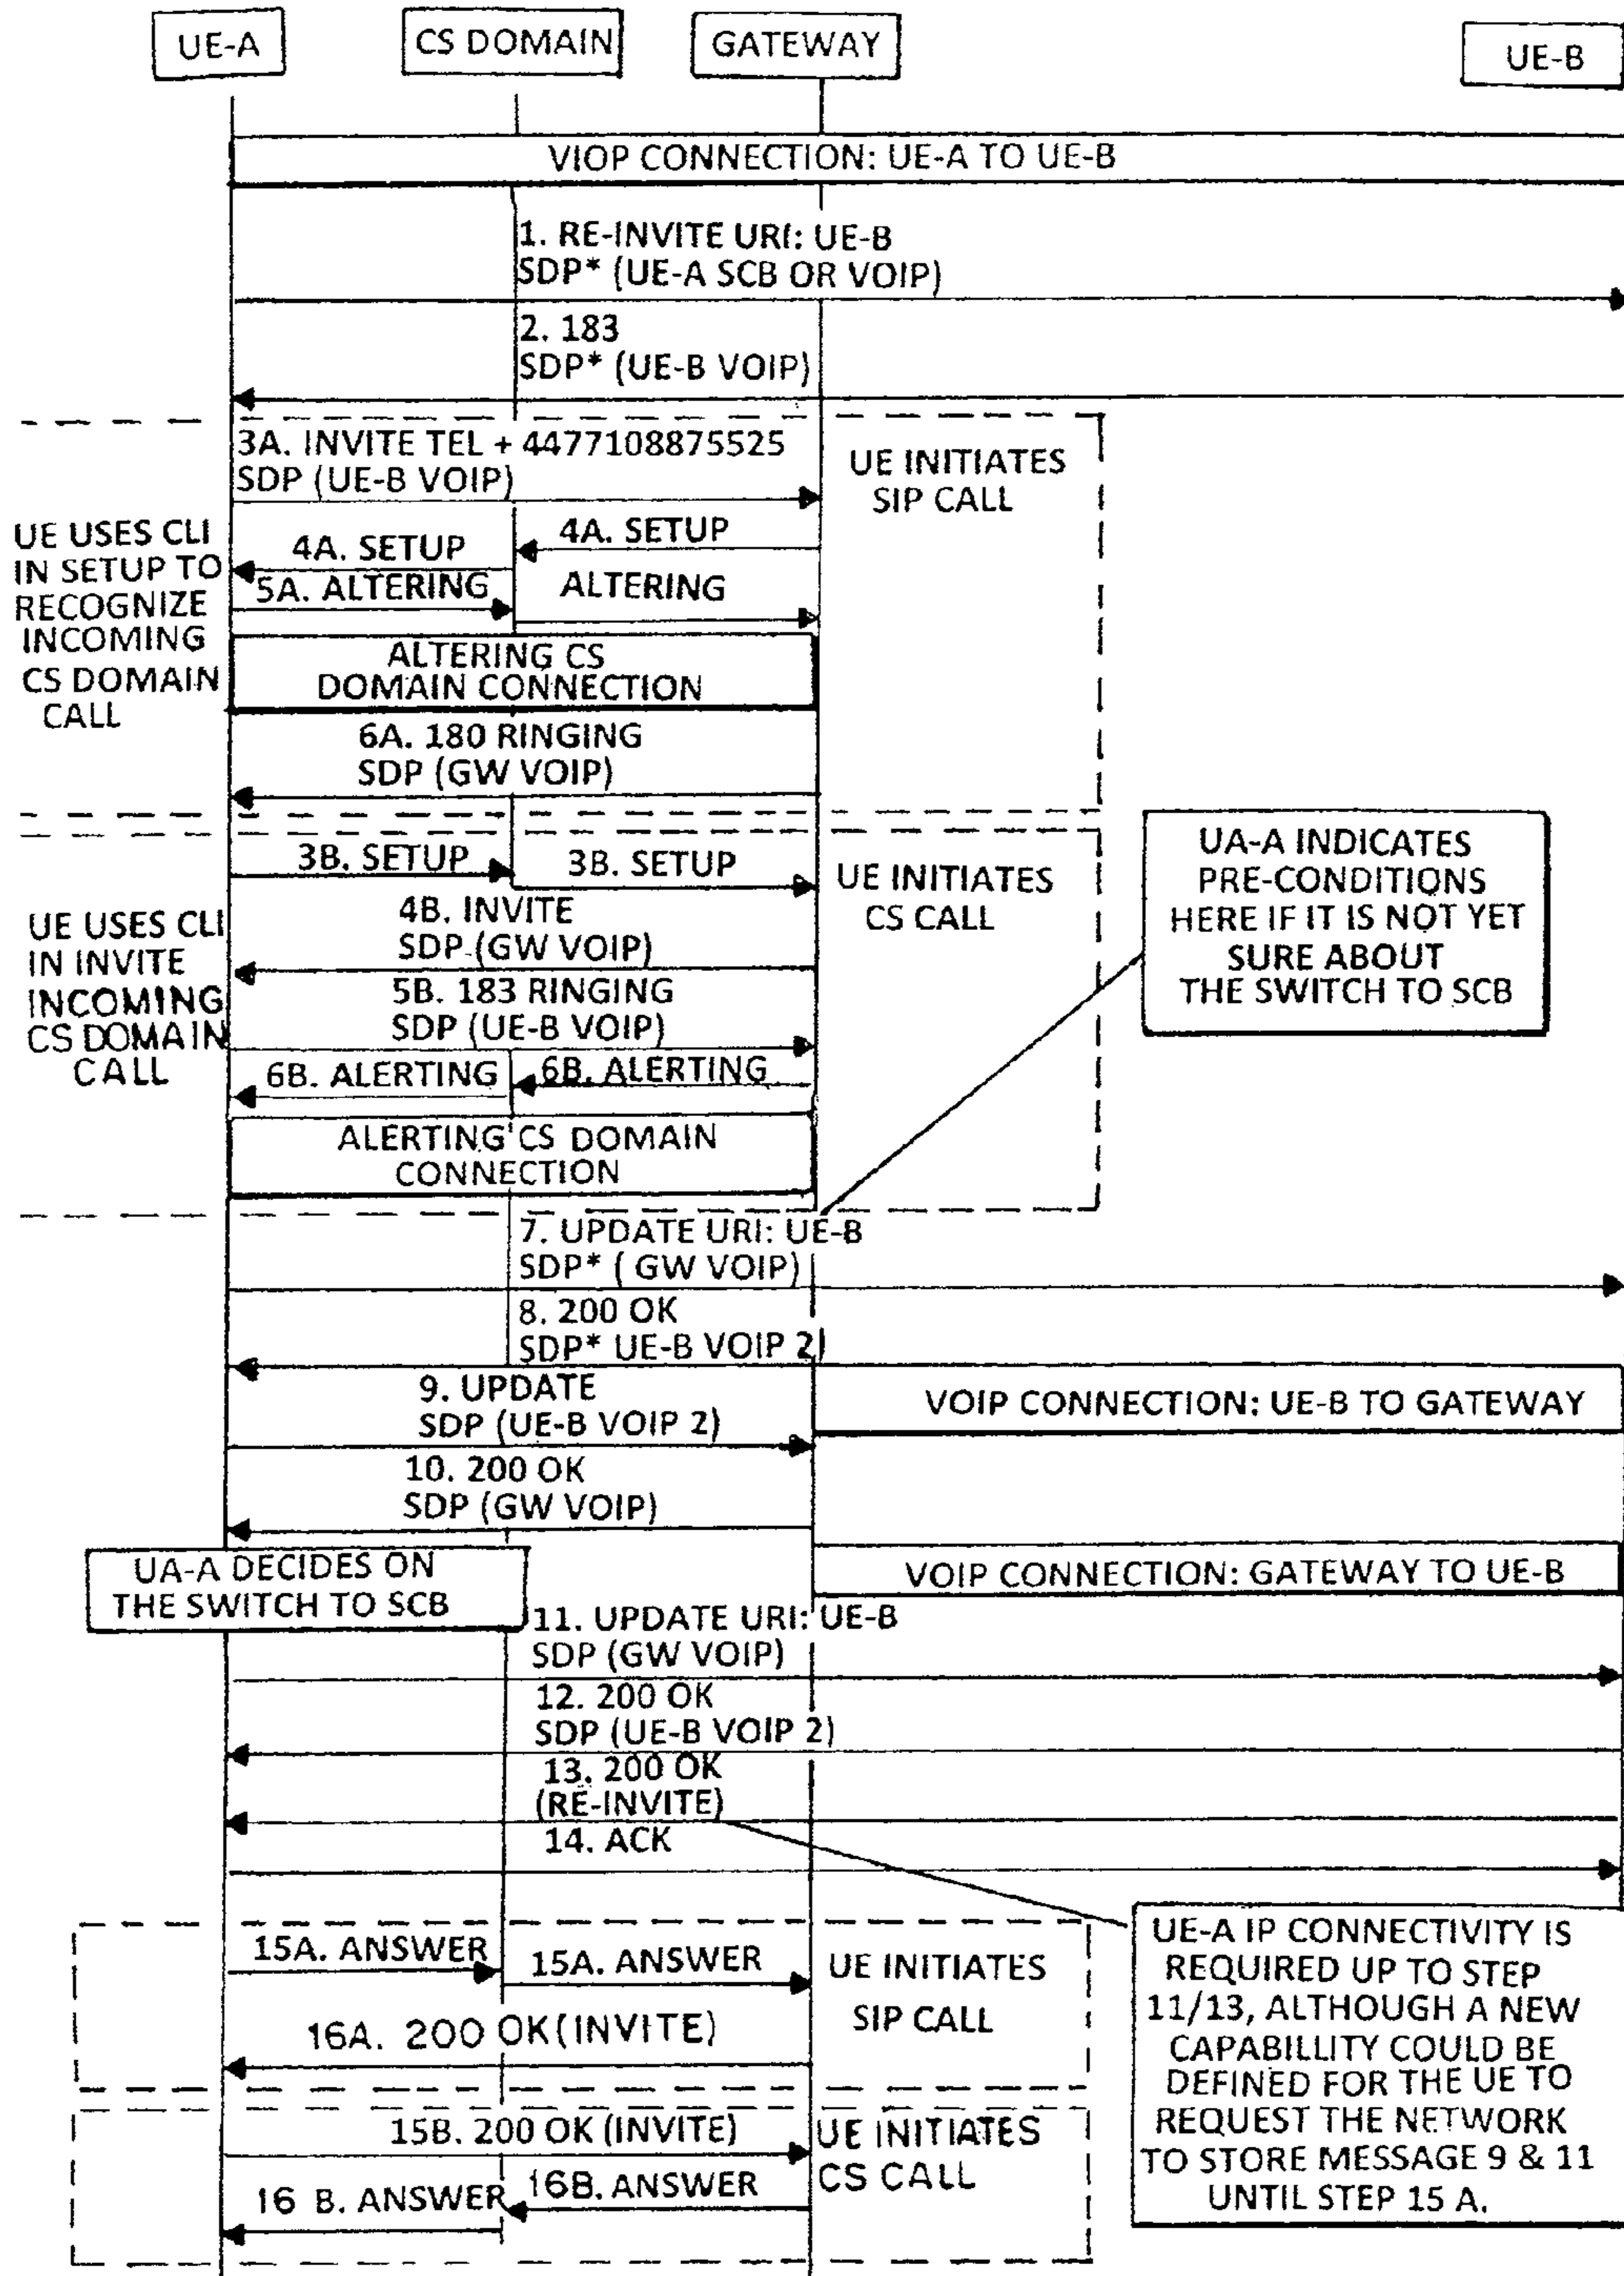 UE-A
CS DOMAIN
GATEWAY
UE-B
VIOP CONNECTION: UE-A TO UE-B
1. RE-INVITE URI: UE-B
SDP* (UE-A SCB OR VOIP)
2. 183
SDP* (UE-B VOIP)
3A. INVITE TEL + 4477108875525
SDP (UE-B VOIP)
UE INITIATES
SIP CALL
UE USES CLI
IN SETUP TO
RECOGNIZE
INCOMING
CS DOMAIN
CALL
4A. SETUP
4A. SETUP
5A. ALTERING
ALTERING
ALTERING CS
DOMAIN CONNECTION
6A. 180 RINGING
SDP (GW VOIP)
3B. SETUP
3B. SETUP
UE INITIATES
CS CALL
UA-A INDICATES
PRE-CONDITIONS
HERE IF IT IS NOT YET
SURE ABOUT
THE SWITCH TO SCB
UE USES CLI
IN INVITE
INCOMING
CS DOMAIN
CALL
4B. INVITE
SDP (GW VOIP)
5B. 183 RINGING
SDP (UE-B VOIP)
6B. ALERTING
6B. ALERTING
ALERTING CS DOMAIN
CONNECTION
7. UPDATE URI: UE-B
SDP* ( GW VOIP)
8. 200 OK
SDP* UE-B VOIP 2)
9. UPDATE
SDP (UE-B VOIP 2)
VOIP CONNECTION: UE-B TO GATEWAY
10. 200 OK
SDP (GW VOIP)
UA-A DECIDES ON
THE SWITCH TO SCB
VOIP CONNECTION: GATEWAY TO UE-B
11. UPDATE URI: UE-B
SDP (GW VOIP)
12. 200 OK
SDP (UE-B VOIP 2)
13. 200 OK
(RE-INVITE)
14. ACK
15A. ANSWER
15A. ANSWER
UE INITIATES
SIP CALL
16A. 200 OK(INVITE)
UE-A IP CONNECTIVITY IS
REQUIRED UP TO STEP
11/13, ALTHOUGH A NEW
CAPABILLITY COULD BE
DEFINED FOR THE UE TO
REQUEST THE NETWORK
TO STORE MESSAGE 9 & 11
UNTIL STEP 15 A.
15B. 200 OK (INVITE)
UE INITIATES
CS CALL
16 B. ANSWER
16B. ANSWER